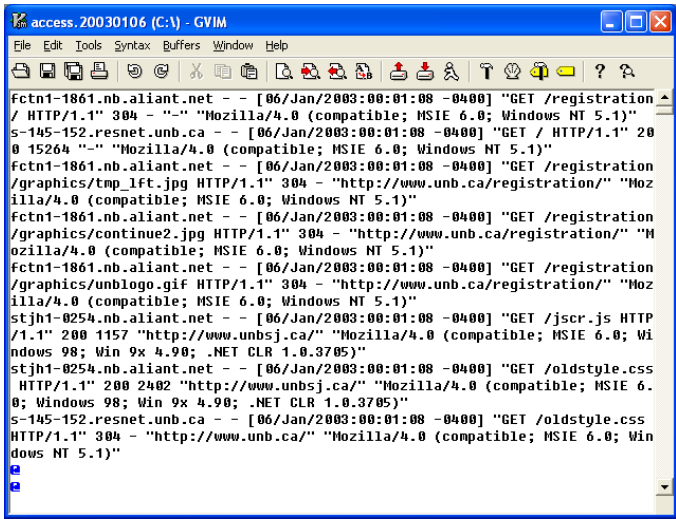 access.20030106 (C:\) - GVIM
File Edit Tools Syntax Buffers Window Help
fctn1-1861.nb.aliant.net - - [06/Jan/2003:00:01:08 -0400] "GET /registration
/ HTTP/1.1" 304 - "-" "Mozilla/4.0 (compatible; MSIE 6.0; Windows NT 5.1)"
s-145-152.resnet.unb.ca - - [06/Jan/2003:00:01:08 -0400] "GET / HTTP/1.1" 20
0 15264 "-" "Mozilla/4.0 (compatible; MSIE 6.0; Windows NT 5.1)"
fctn1-1861.nb.aliant.net - - [06/Jan/2003:00:01:08 -0400] "GET /registration
/graphics/tmp_lft.jpg HTTP/1.1" 304 - "http://www.unb.ca/registration/" "Moz
illa/4.0 (compatible; MSIE 6.0; Windows NT 5.1)"
fctn1-1861.nb.aliant.net - - [06/Jan/2003:00:01:08 -0400] "GET /registration
/graphics/continue2.jpg HTTP/1.1" 304 - "http://www.unb.ca/registration/" "M
ozilla/4.0 (compatible; MSIE 6.0; Windows NT 5.1)"
fctn1-1861.nb.aliant.net - - [06/Jan/2003:00:01:08 -0400] "GET /registration
/graphics/unblogo.gif HTTP/1.1" 304 - "http://www.unb.ca/registration/" "Moz
illa/4.0 (compatible; MSIE 6.0; Windows NT 5.1)"
stjh1-0254.nb.aliant.net - - [06/Jan/2003:00:01:08 -0400] "GET /jscr.js HTTP
/1.1" 200 1157 "http://www.unbsj.ca/" "Mozilla/4.0 (compatible; MSIE 6.0; Wi
ndows 98; Win 9x 4.90; .NET CLR 1.0.3705)"
stjh1-0254.nb.aliant.net - - [06/Jan/2003:00:01:08 -0400] "GET /oldstyle.css
 HTTP/1.1" 200 2402 "http://www.unbsj.ca/" "Mozilla/4.0 (compatible; MSIE 6.
0; Windows 98; Win 9x 4.90; .NET CLR 1.0.3705)"
s-145-152.resnet.unb.ca - - [06/Jan/2003:00:01:08 -0400] "GET /oldstyle.css
HTTP/1.1" 304 - "http://www.unb.ca/" "Mozilla/4.0 (compatible; MSIE 6.0; Win
dows NT 5.1)"
@
@